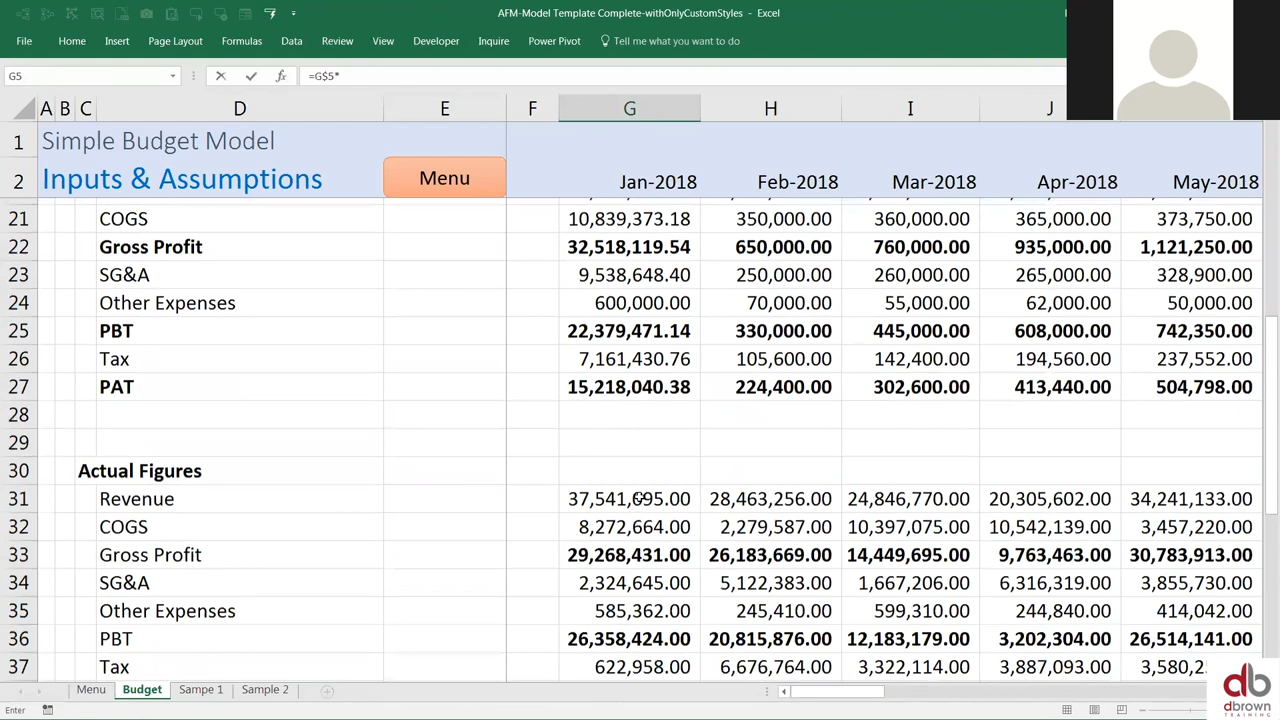 AFM-Model Template Complete-withOnlyCustomStyles - Excel
File Home Insert Page Layout Formulas Data Review View Developer Inquire Power Pivot Tell me what you want to do
G5 fx =G$5*
A B C D E F G H I J
1 Simple Budget Model
2 Inputs & Assumptions Menu Jan-2018 Feb-2018 Mar-2018 Apr-2018 May-2018
21 COGS 10,839,373.18 350,000.00 360,000.00 365,000.00 373,750.00
22 Gross Profit 32,518,119.54 650,000.00 760,000.00 935,000.00 1,121,250.00
23 SG&A 9,538,648.40 250,000.00 260,000.00 265,000.00 328,900.00
24 Other Expenses 600,000.00 70,000.00 55,000.00 62,000.00 50,000.00
25 PBT 22,379,471.14 330,000.00 445,000.00 608,000.00 742,350.00
26 Tax 7,161,430.76 105,600.00 142,400.00 194,560.00 237,552.00
27 PAT 15,218,040.38 224,400.00 302,600.00 413,440.00 504,798.00
28
29
30 Actual Figures
31 Revenue 37,541,095.00 28,463,256.00 24,846,770.00 20,305,602.00 34,241,133.00
32 COGS 8,272,664.00 2,279,587.00 10,397,075.00 10,542,139.00 3,457,220.00
33 Gross Profit 29,268,431.00 26,183,669.00 14,449,695.00 9,763,463.00 30,783,913.00
34 SG&A 2,324,645.00 5,122,383.00 1,667,206.00 6,316,319.00 3,855,730.00
35 Other Expenses 585,362.00 245,410.00 599,310.00 244,840.00 414,042.00
36 PBT 26,358,424.00 20,815,876.00 12,183,179.00 3,202,304.00 26,514,141.00
37 Tax 622,958.00 6,676,764.00 3,322,114.00 3,887,093.00
Menu Budget Sampe 1 Sample 2
Enter
db
dbrown
TRAINING